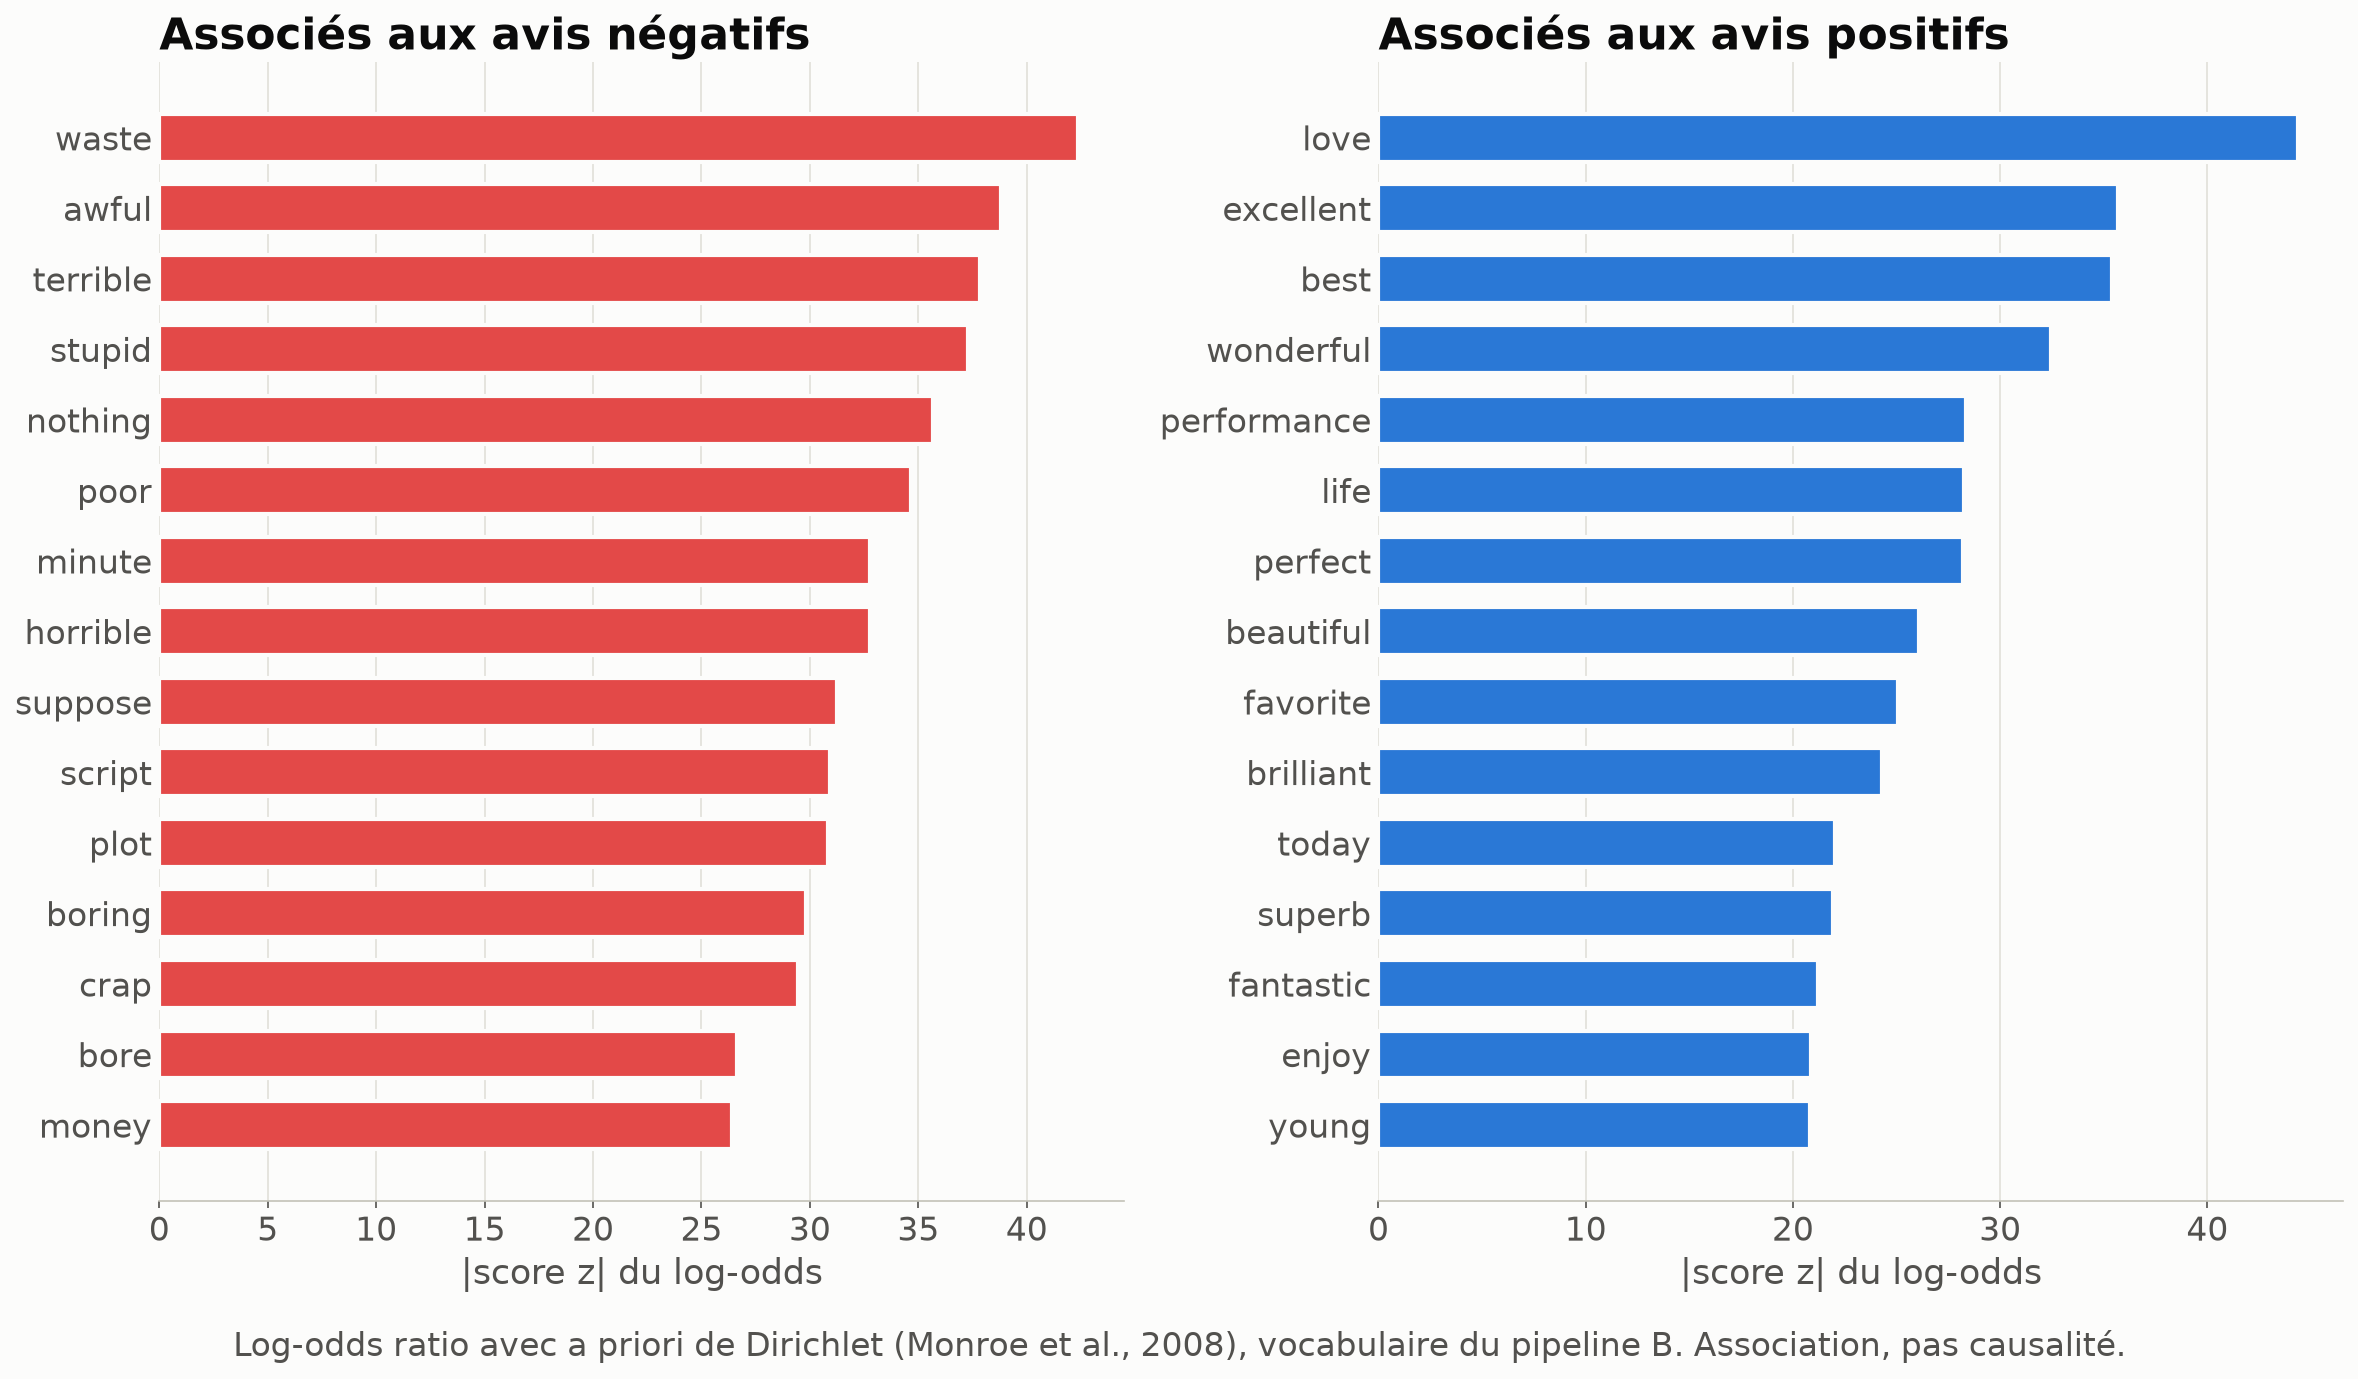 Associés aux avis négatifs
waste
awful
terrible
stupid
nothing
poor
minute
horrible
suppose
script
plot
boring
crap
bore
money
0 5 10 15 20 25 30 35 40
|score z| du log-odds
Associés aux avis positifs
love
excellent
best
wonderful
performance
life
perfect
beautiful
favorite
brilliant
today
superb
fantastic
enjoy
young
0 10 20 30 40
|score z| du log-odds
Log-odds ratio avec a priori de Dirichlet (Monroe et al., 2008), vocabulaire du pipeline B. Association, pas causalité.